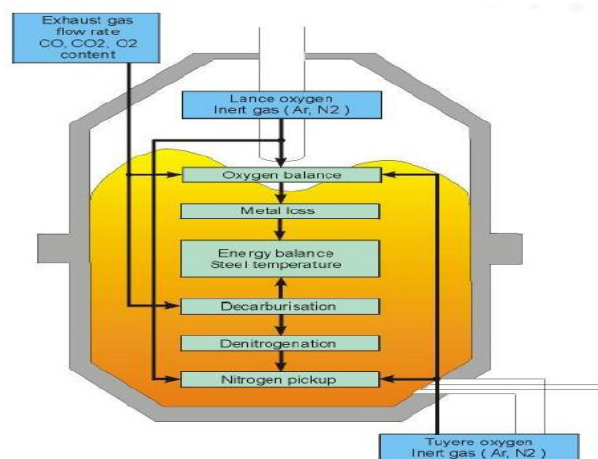 Exhaust gas
flow rate
CO, CO2, O2
content
Lance oxygen
Inert gas ( Ar, N2 )
Oxygen balance
Metal loss
Energy balance
Steel temperature
Decarburisation
Denitrogenation
Nitrogen pickup
Tuyere oxygen
Inert gas ( Ar, N2 )